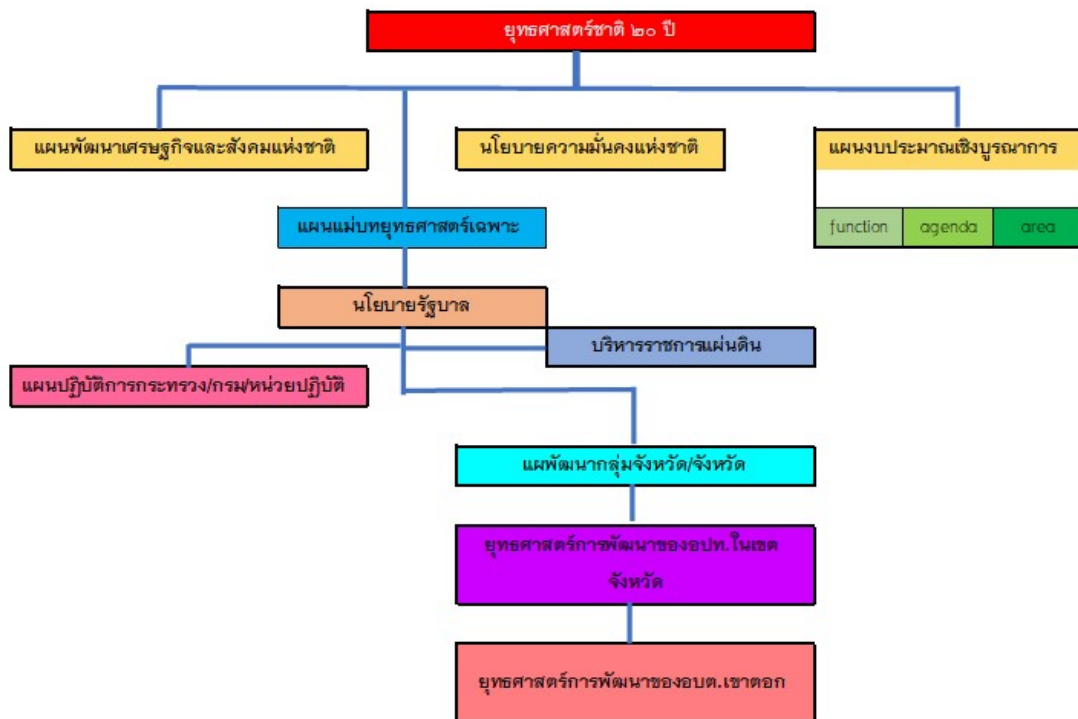 ยุทธศาสตร์ชาติ ๒๐ ปี
แผนพัฒนาเศรษฐกิจและสังคมแห่งชาติ
นโยบายความมั่นคงแห่งชาติ
แผนงบประมาณเชิงบูรณาการ
แผนแม่บทยุทธศาสตร์เฉพาะ
function
agenda
area
นโยบายรัฐบาล
บริหารราชการแผ่นดิน
แผนปฏิบัติการกระทรวง/กรม/หน่วยปฏิบัติ
แผพัฒนากลุ่มจังหวัด/จังหวัด
ยุทธศาสตร์การพัฒนาของอปท.ในเขต
จังหวัด
ยุทธศาสตร์การพัฒนาของอบต.เขาตอก